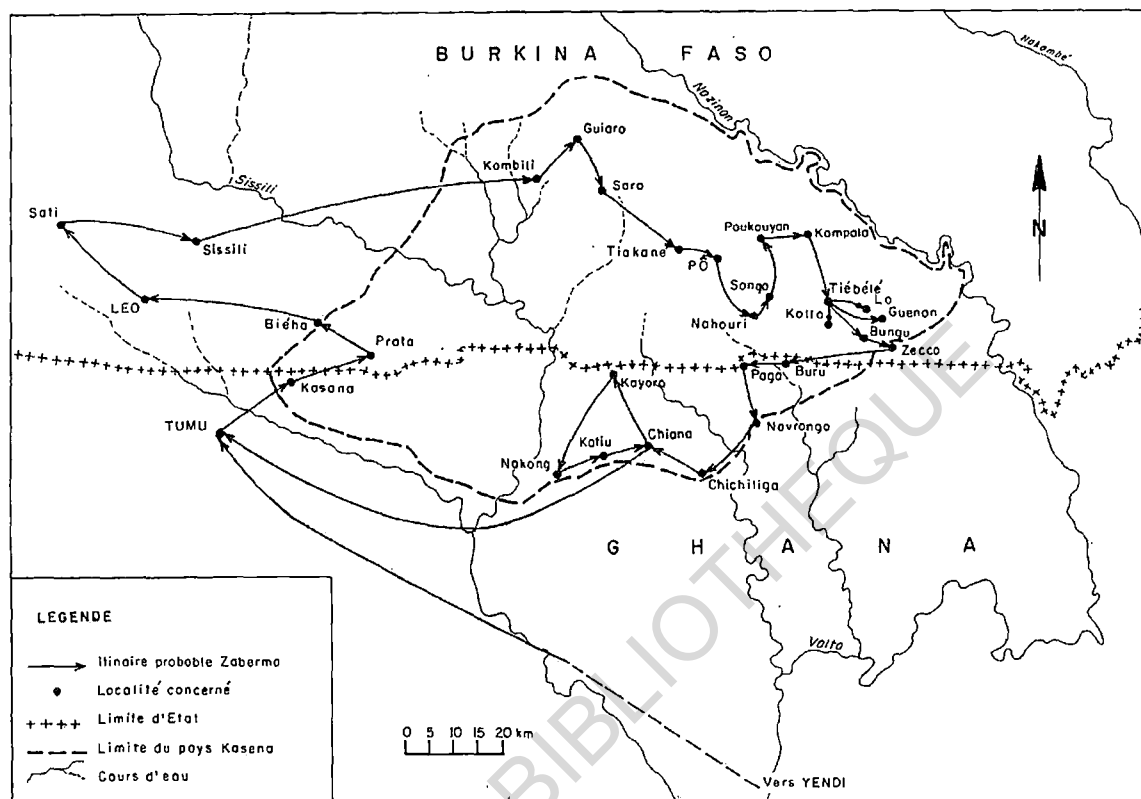 BURKINA FASO
Nakambé
Nazinon
Guiaro
Kombili
Sissili
Saro
Sati
Sissili
Poukouyan
Kampala
N
Tiakane
PÔ
Songo
Tiébélé
Lo
LEO
Kollo
Guenon
Biéha
Nahouri
Bungu
Prata
Zecco
Kasana
Kayoro
Paga
Buru
TUMU
Navrongo
Katiu
Chiana
Nakong
Chichiliga
GHANA
LEGENDE
Itinaire probable Zaberma
Localité concerné
Limite d'Etat
Limite du pays Kasena
Cours d'eau
Volta
0 5 10 15 20 km
Vers YENDI
BIBLIOTHEQUE